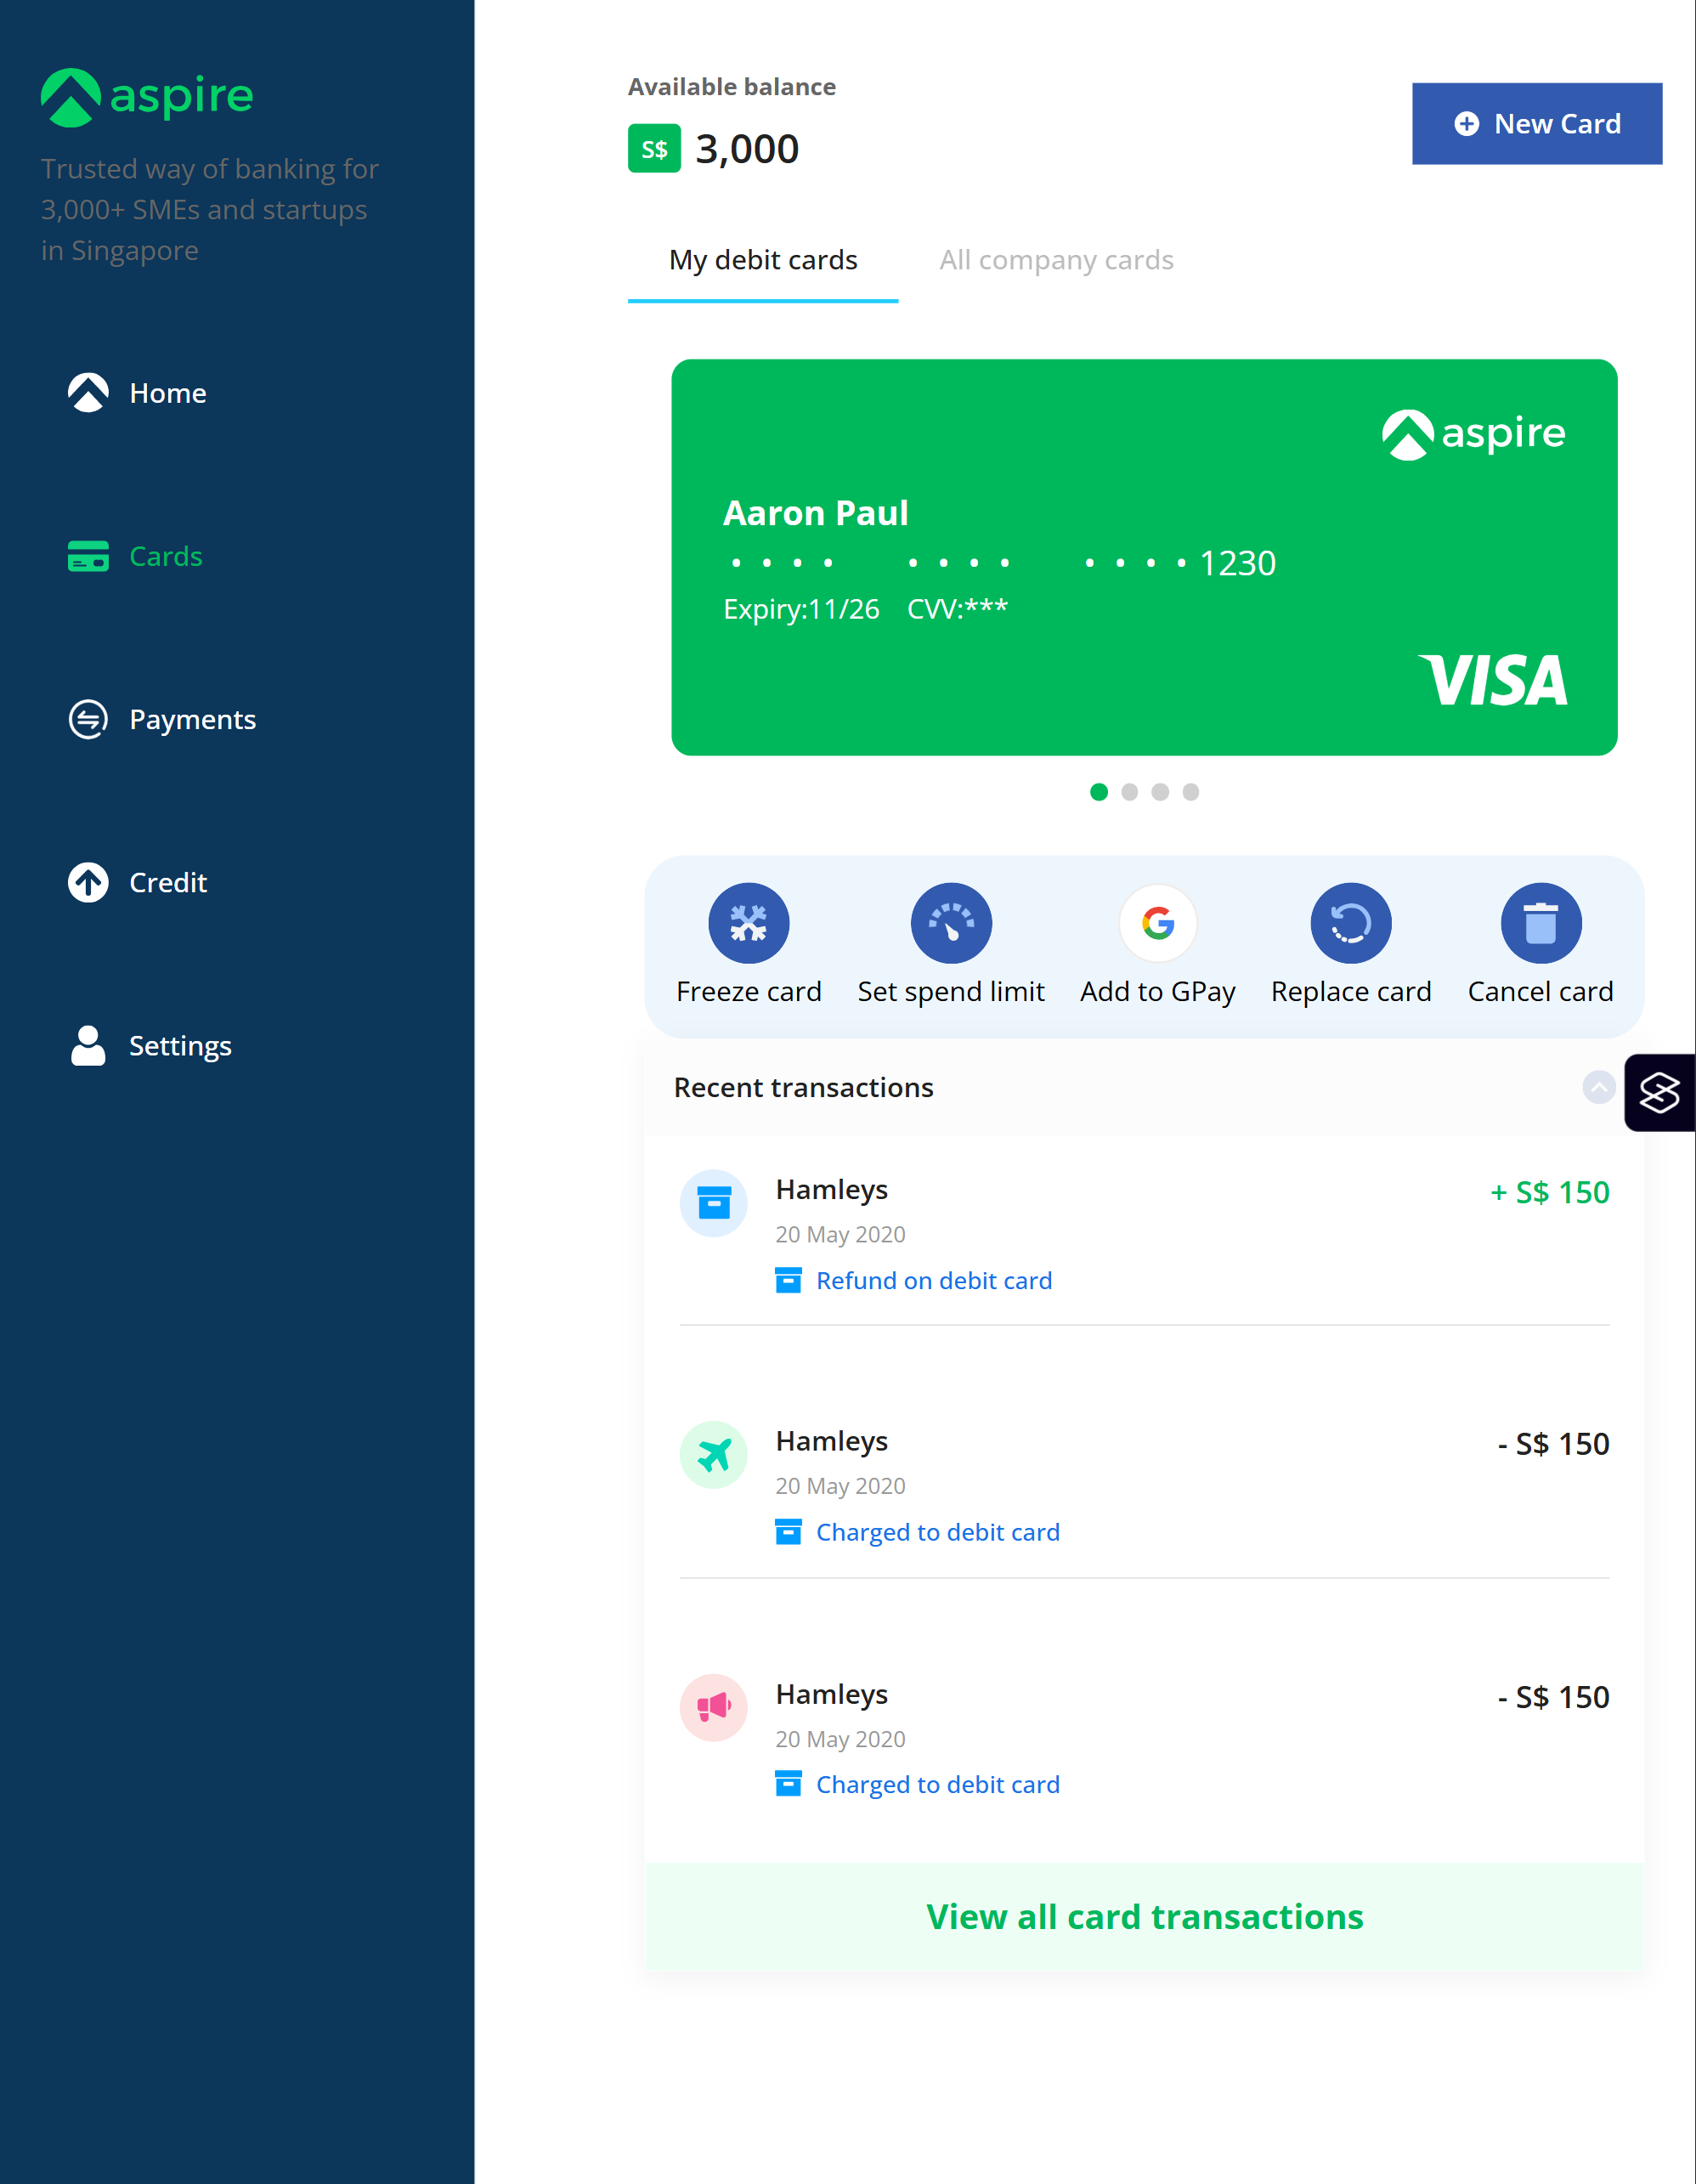 aspire
Trusted way of banking for
3,000+ SMEs and startups
in Singapore
Home
Cards
Payments
Credit
Settings
Available balance
S$ 3,000
New Card
My debit cards
All company cards
aspire
Aaron Paul
• • • • • • • • • • • • 1230
Expiry:11/26 CVV:***
VISA
Freeze card
Set spend limit
Add to GPay
Replace card
Cancel card
Recent transactions
Hamleys
+ S$ 150
20 May 2020
Refund on debit card
Hamleys
- S$ 150
20 May 2020
Charged to debit card
Hamleys
- S$ 150
20 May 2020
Charged to debit card
View all card transactions